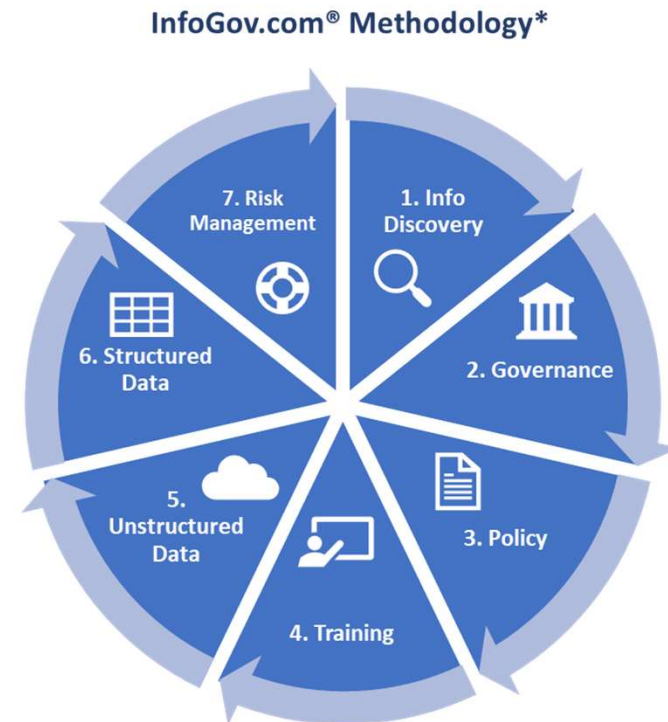 InfoGov.com® Methodology*
1. Info
Discovery
2. Governance
3. Policy
4. Training
5.
Unstructured
Data
6. Structured
Data
7. Risk
Management